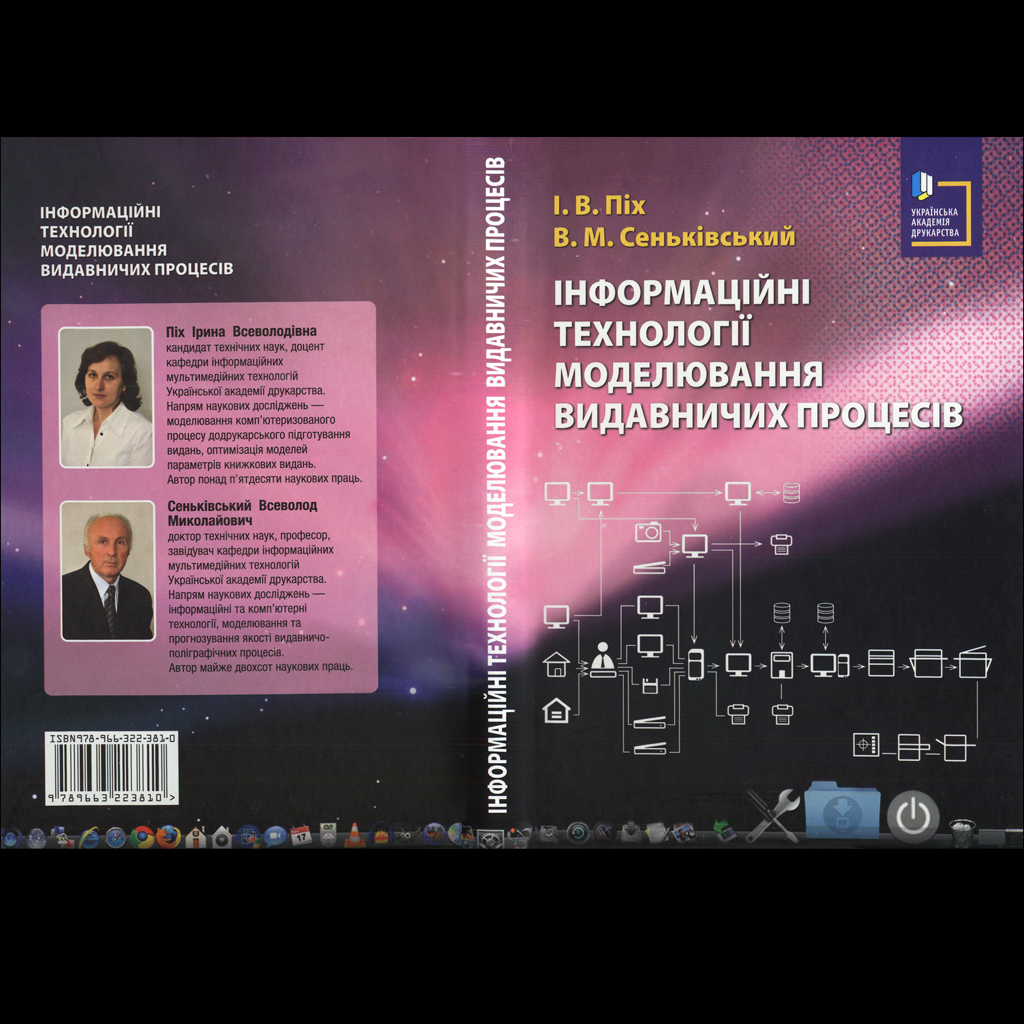 ІНФОРМАЦІЙНІ
ТЕХНОЛОГІЇ
МОДЕЛЮВАННЯ
ВИДАВНИЧИХ ПРОЦЕСІВ
Піх Ірина Всеволодівна
кандидат технічних наук, доцент
кафедри інформаційних
мультимедійних технологій
Української академії друкарства.
Напрям наукових досліджень —
моделювання комп'ютеризованого
процесу додрукарського підготування
видань, оптимізація моделей
параметрів книжкових видань.
Автор понад п'ятдесяти наукових праць.
Сеньківський Всеволод
Миколайович
доктор технічних наук, професор,
завідувач кафедри інформаційних
мультимедійних технологій
Української академії друкарства.
Напрям наукових досліджень —
інформаційні та комп'ютерні
технології, моделювання та
прогнозування якості видавничо-
поліграфічних процесів.
Автор майже двохсот наукових праць.
ISBN978-966-322-381-0
9 789663 223810 >
ІНФОРМАЦІЙНІ ТЕХНОЛОГІЇ МОДЕЛЮВАННЯ ВИДАВНИЧИХ ПРОЦЕСІВ
І. В. Піх
В. М. Сеньківський
УКРАЇНСЬКА
АКАДЕМІЯ
ДРУКАРСТВА
ІНФОРМАЦІЙНІ
ТЕХНОЛОГІЇ
МОДЕЛЮВАННЯ
ВИДАВНИЧИХ ПРОЦЕСІВ
17